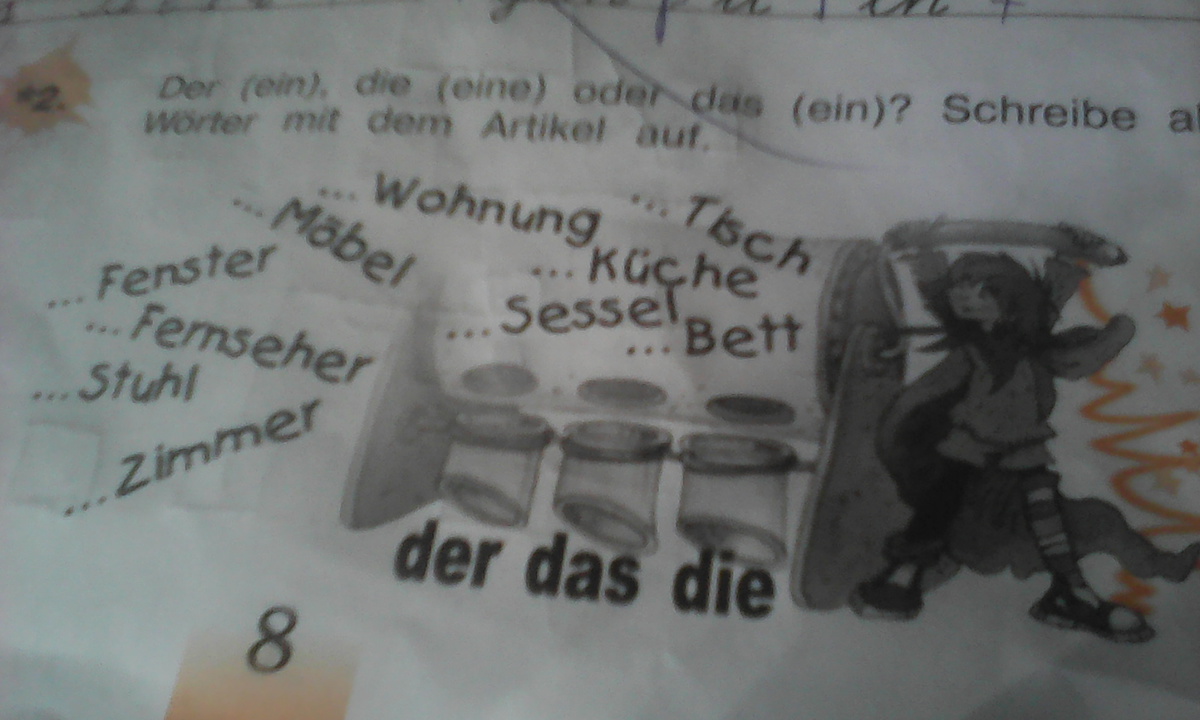 *2.
Der (ein), die (eine) oder das (ein)? Schreibe al
Wörter mit dem Artikel auf.
... Wohnung
... Tisch
... Möbel
... Küche
... Fenster
... Sessel
... Fernseher
... Bett
... Stuhl
... Zimmer
der das die
8